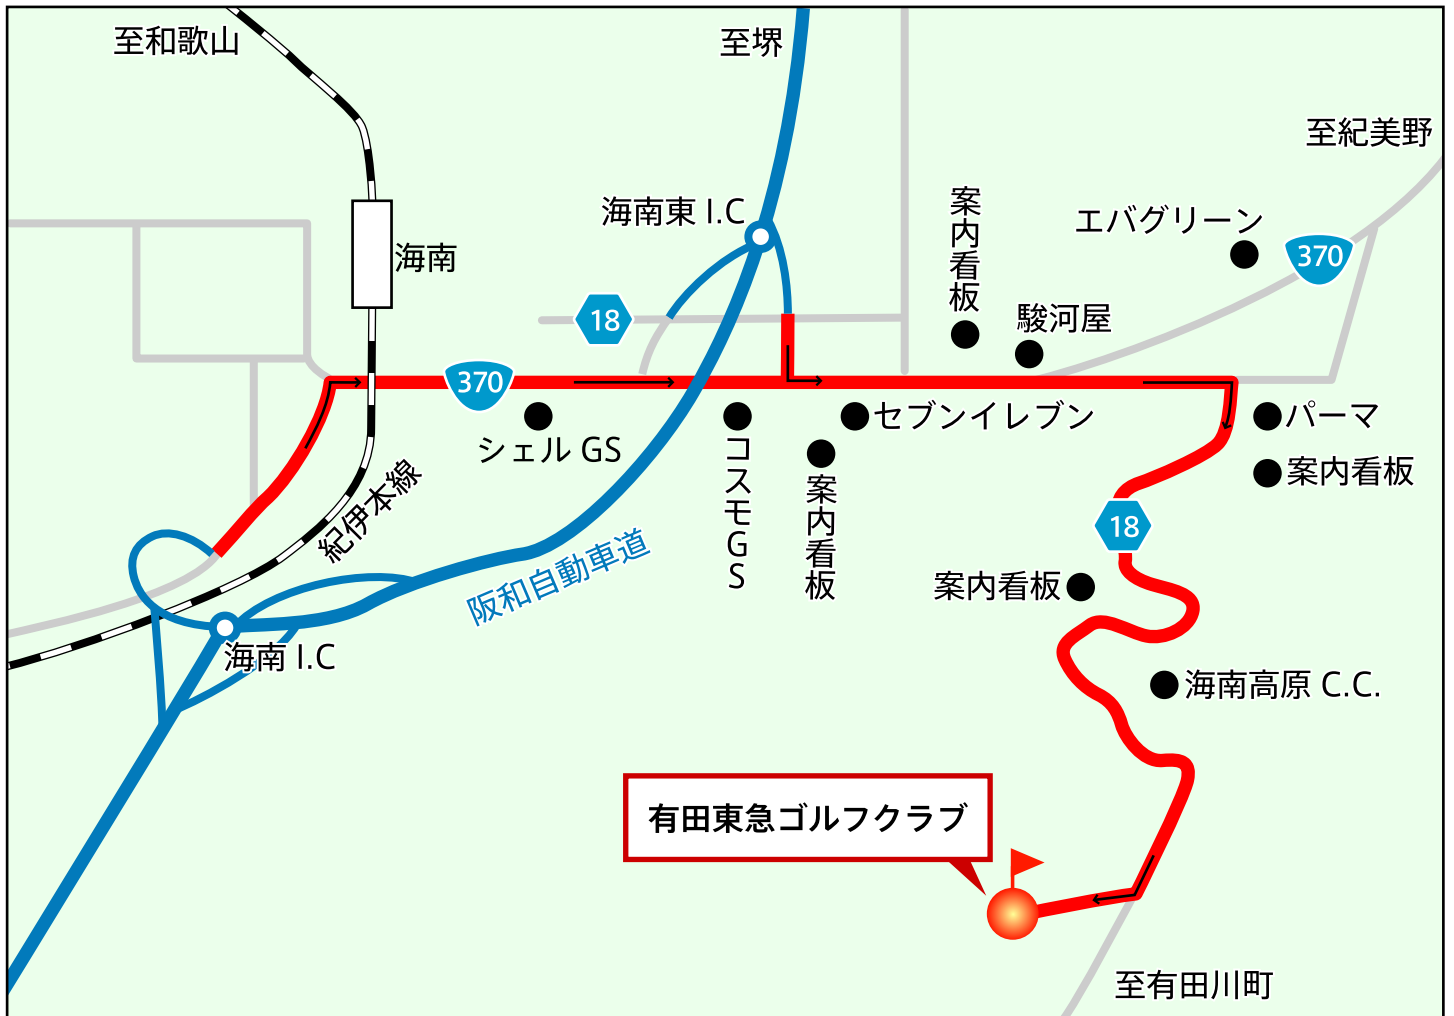 至和歌山
至堺
至紀美野
海南東 I.C
案内看板
エバグリーン
海南
370
18
駿河屋
370
シェル GS
コスモGS
セブンイレブン
案内看板
パーマ
案内看板
紀伊本線
18
阪和自動車道
案内看板
海南 I.C
海南高原 C.C.
有田東急ゴルフクラブ
至有田川町